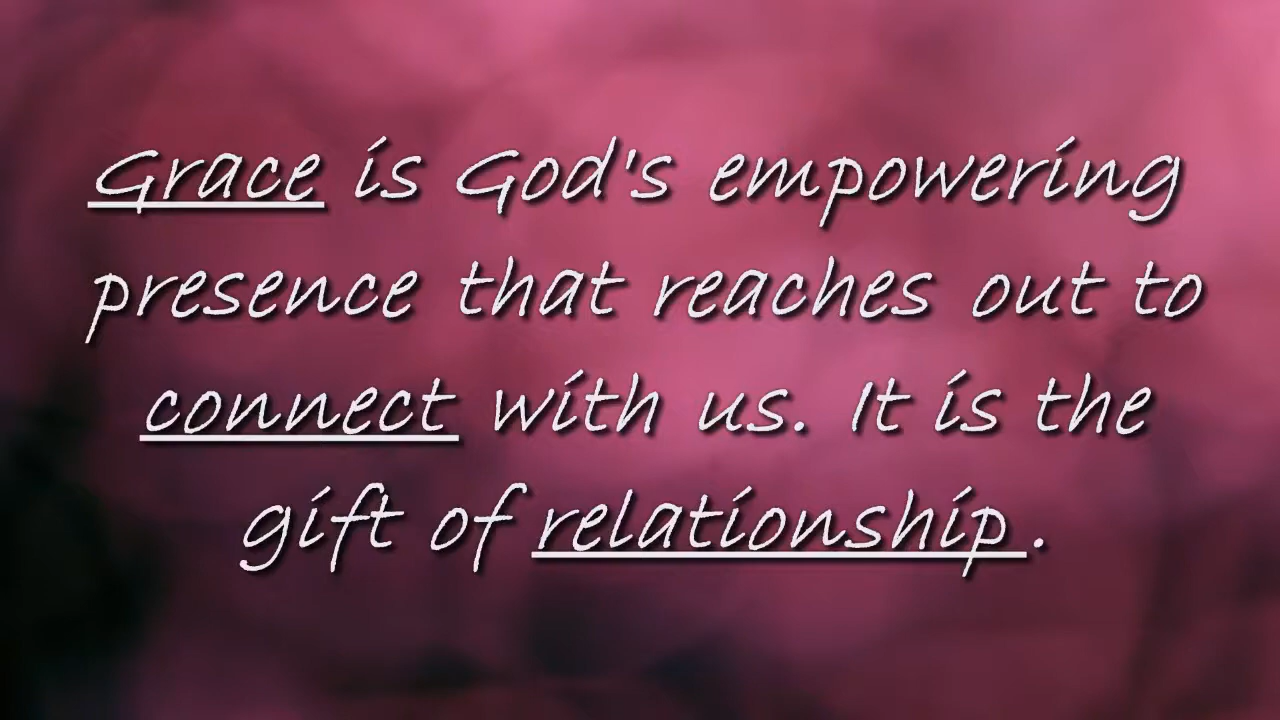 Grace is God's empowering
presence that reaches out to
connect with us. It is the
gift of relationship.